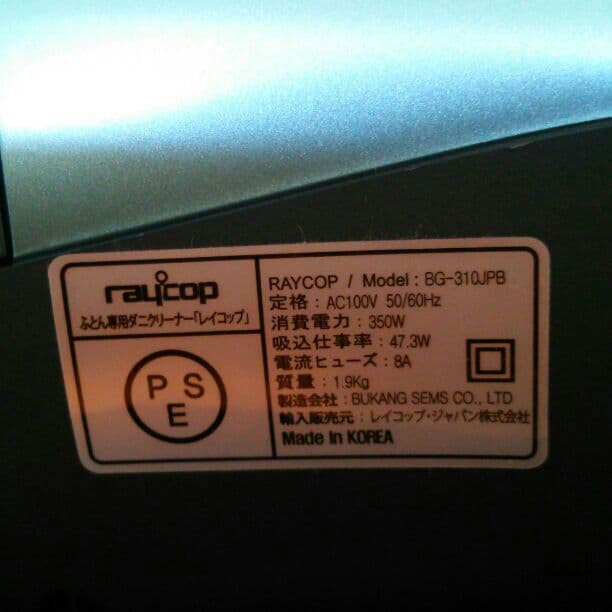 raycop
ふとん専用ダニクリーナー「レイコップ」
PSE
RAYCOP / Model : BG-310JPB
定格 : AC100V 50/60Hz
消費電力 : 350W
吸込仕事率 : 47.3W
電流ヒューズ : 8A
質量 : 1.9Kg
製造会社 : BUKANG SEMS CO., LTD
輸入販売元 : レイコップ・ジャパン株式会社
Made In KOREA